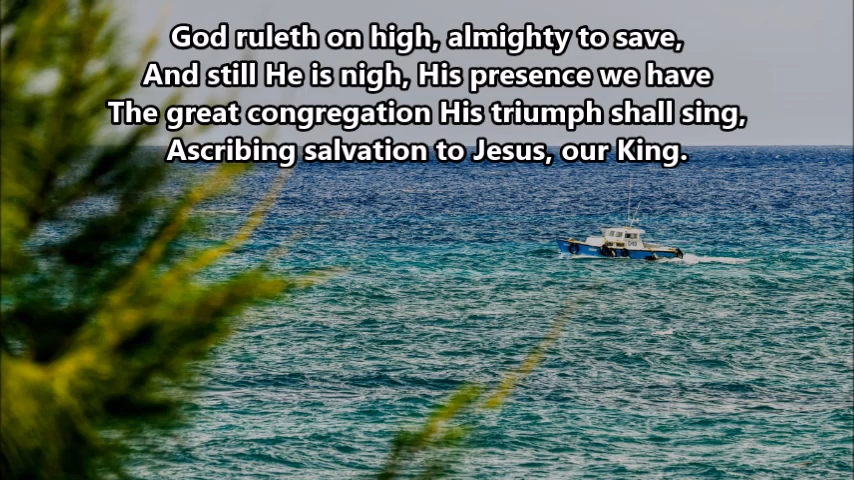 God ruleth on high, almighty to save,
And still He is nigh, His presence we have
The great congregation His triumph shall sing,
Ascribing salvation to Jesus, our King.